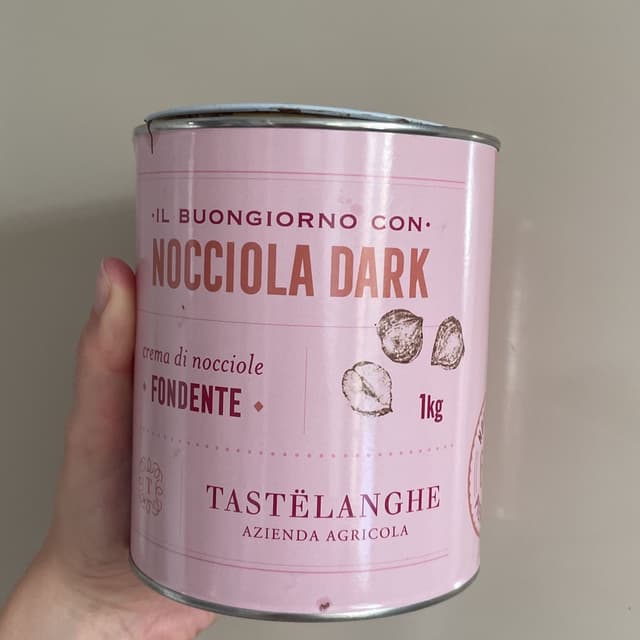 ·IL BUONGIORNO CON·
NOCCIOLA DARK
crema di nocciole
FONDENTE
1kg
TASTËLANGHE
AZIENDA AGRICOLA